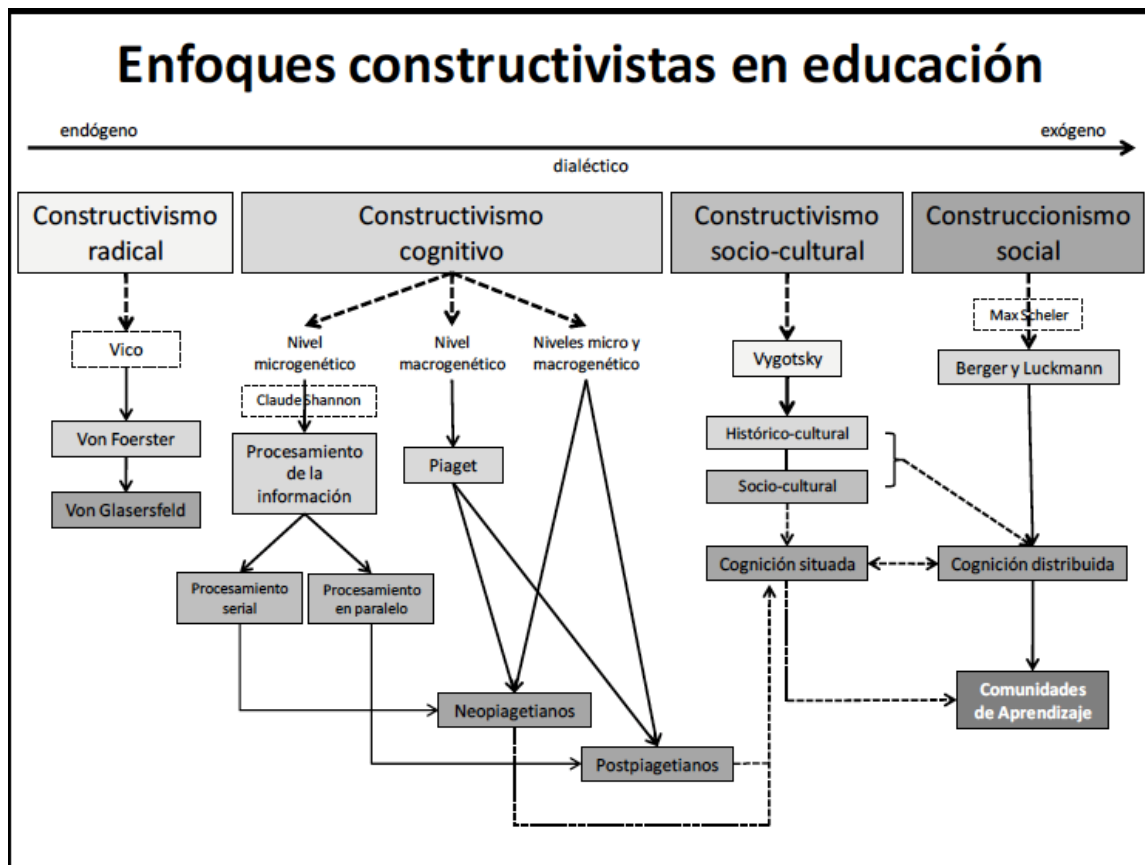 Enfoques constructivistas en educación
endógeno
exógeno
dialéctico
Constructivismo
radical
Constructivismo
cognitivo
Constructivismo
socio-cultural
Construccionismo
social
Vico
Von Foerster
Von Glasersfeld
Nivel
microgenético
Nivel
macrogenético
Niveles micro y
macrogenético
Claude Shannon
Procesamiento
de la
información
Piaget
Procesamiento
serial
Procesamiento
en paralelo
Neopiagetianos
Postpiagetianos
Vygotsky
Histórico-cultural
Socio-cultural
Cognición situada
Max Scheler
Berger y Luckmann
Cognición distribuida
Comunidades
de Aprendizaje